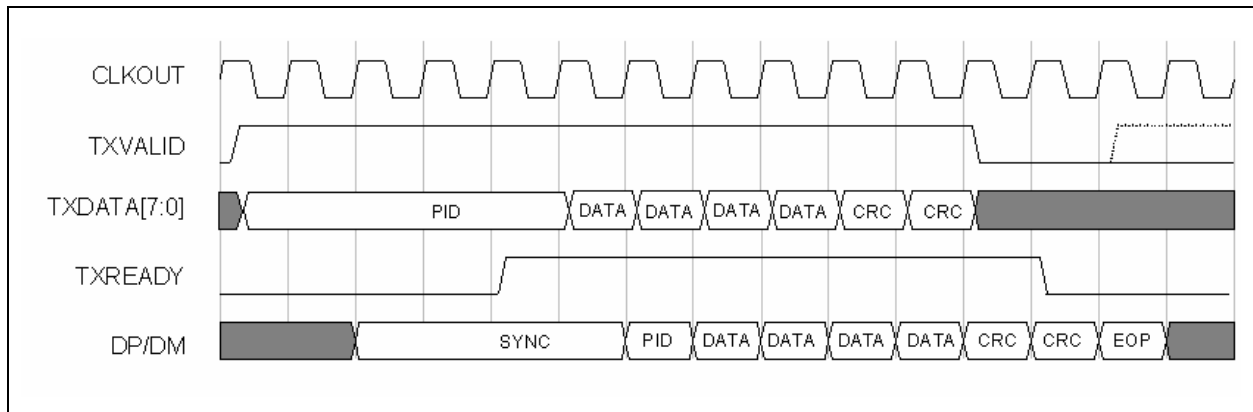 CLKOUT
TXVALID
TXDATA[7:0] PID DATA DATA DATA DATA CRC CRC
TXREADY
DP/DM SYNC PID DATA DATA DATA DATA CRC CRC EOP